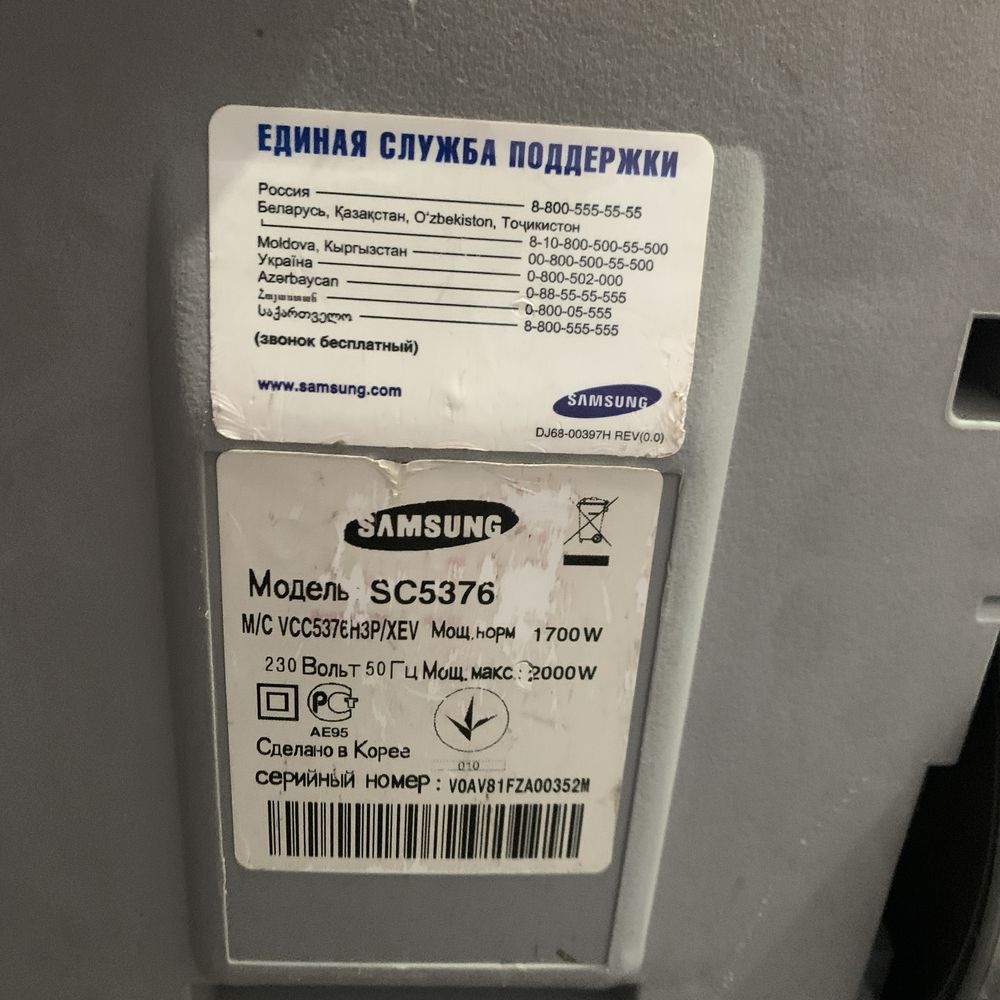 ЕДИНАЯ СЛУЖБА ПОДДЕРЖКИ
Россия 8-800-555-55-55
Беларусь, Қазақстан, O‘zbekiston, Тоҷикистон
8-10-800-500-55-500
Moldova, Кыргызстан 00-800-500-55-500
Україна 0-800-502-000
Azərbaycan 0-88-55-55-555
Հայաստան 0-800-05-555
საქართველო 8-800-555-555
(звонок бесплатный)
www.samsung.com
SAMSUNG
DJ68-00397H REV(0.0)
SAMSUNG
Модель SC5376
M/C VCC5376H3P/XEV Мощ.норм 1700W
230 Вольт 50 Гц Мощ. макс.: 2000W
РСТ
АЕ95
Сделано в Корее
010
серийный номер : V0AV81FZA00352M